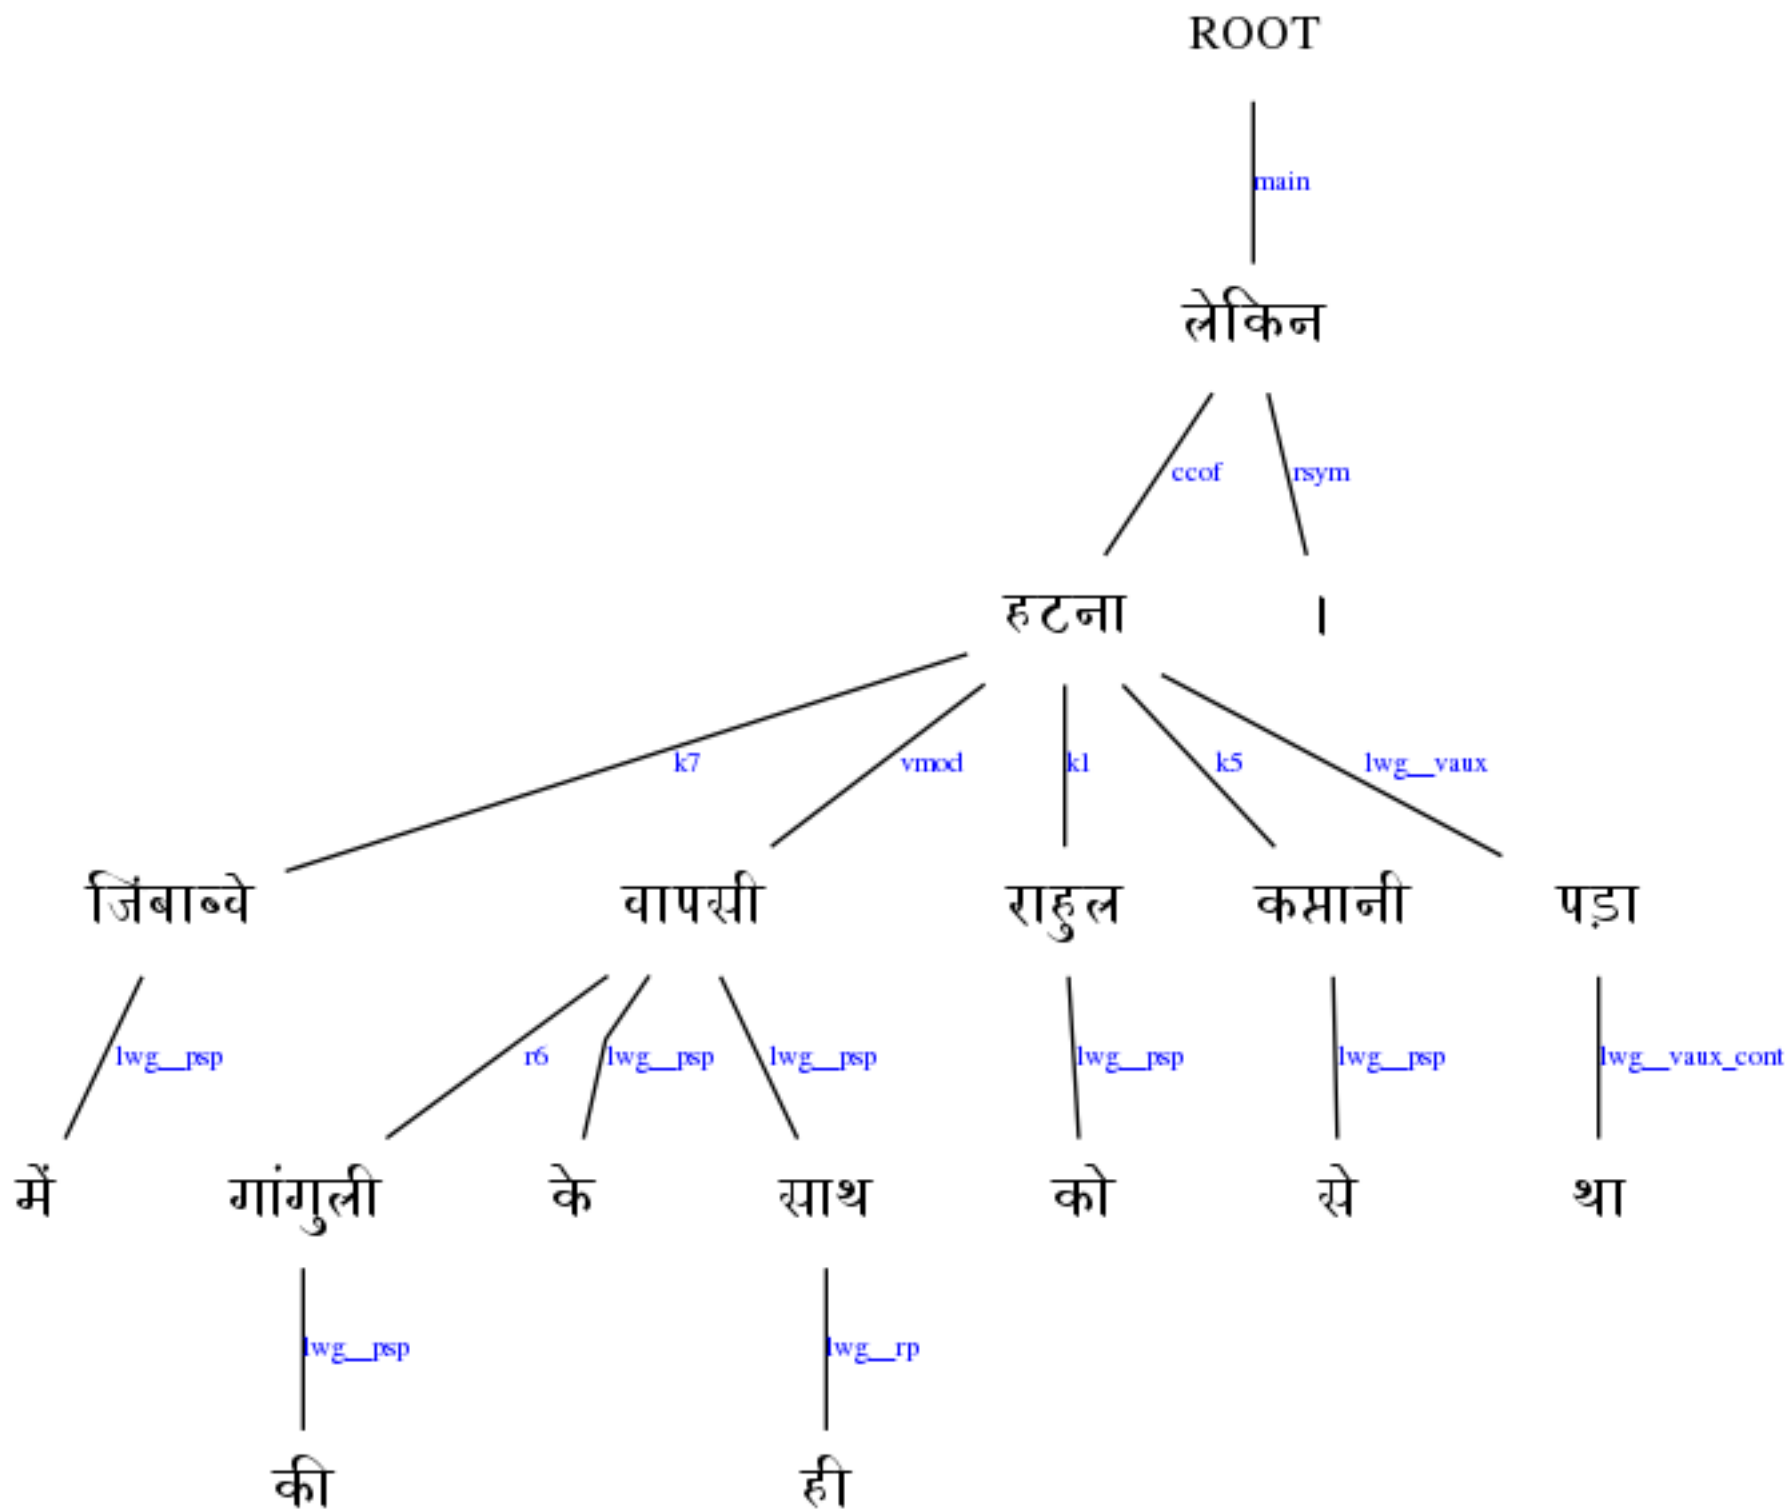 ROOT
main
लेकिन
ccof rsym
हटना ।
k7 vmod k1 k5 lwg__vaux
जिंबाब्वे वापसी राहुल कप्तानी पड़ा
lwg__psp r6 lwg__psp lwg__psp lwg__psp lwg__psp lwg__vaux_cont
में गांगुली के साथ को से था
lwg__psp lwg__rp
की ही